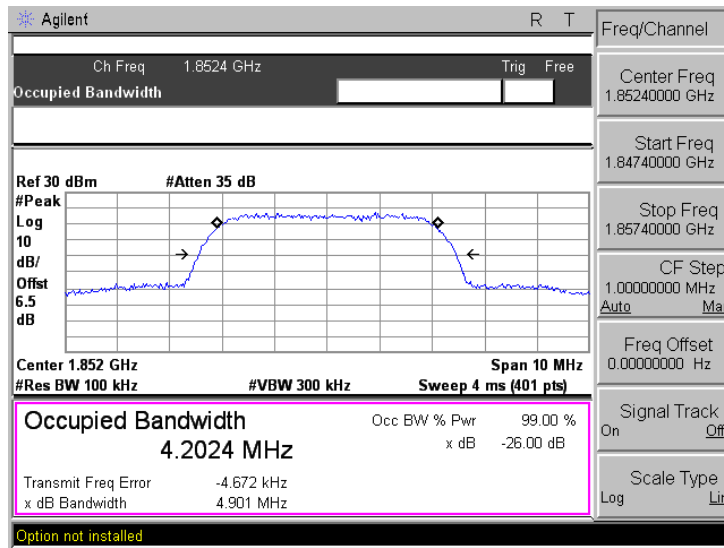 Agilent R T
Ch Freq 1.8524 GHz Trig Free
Occupied Bandwidth
Ref 30 dBm #Atten 35 dB
#Peak
Log
10
dB/
Offst
6.5
dB
Center 1.852 GHz Span 10 MHz
#Res BW 100 kHz #VBW 300 kHz Sweep 4 ms (401 pts)
Occupied Bandwidth Occ BW % Pwr 99.00 %
4.2024 MHz x dB -26.00 dB
Transmit Freq Error -4.672 kHz
x dB Bandwidth 4.901 MHz
Option not installed
Freq/Channel
Center Freq
1.85240000 GHz
Start Freq
1.84740000 GHz
Stop Freq
1.85740000 GHz
CF Step
1.00000000 MHz
Auto Ma
Freq Offset
0.00000000 Hz
Signal Track
On Off
Scale Type
Log Lin